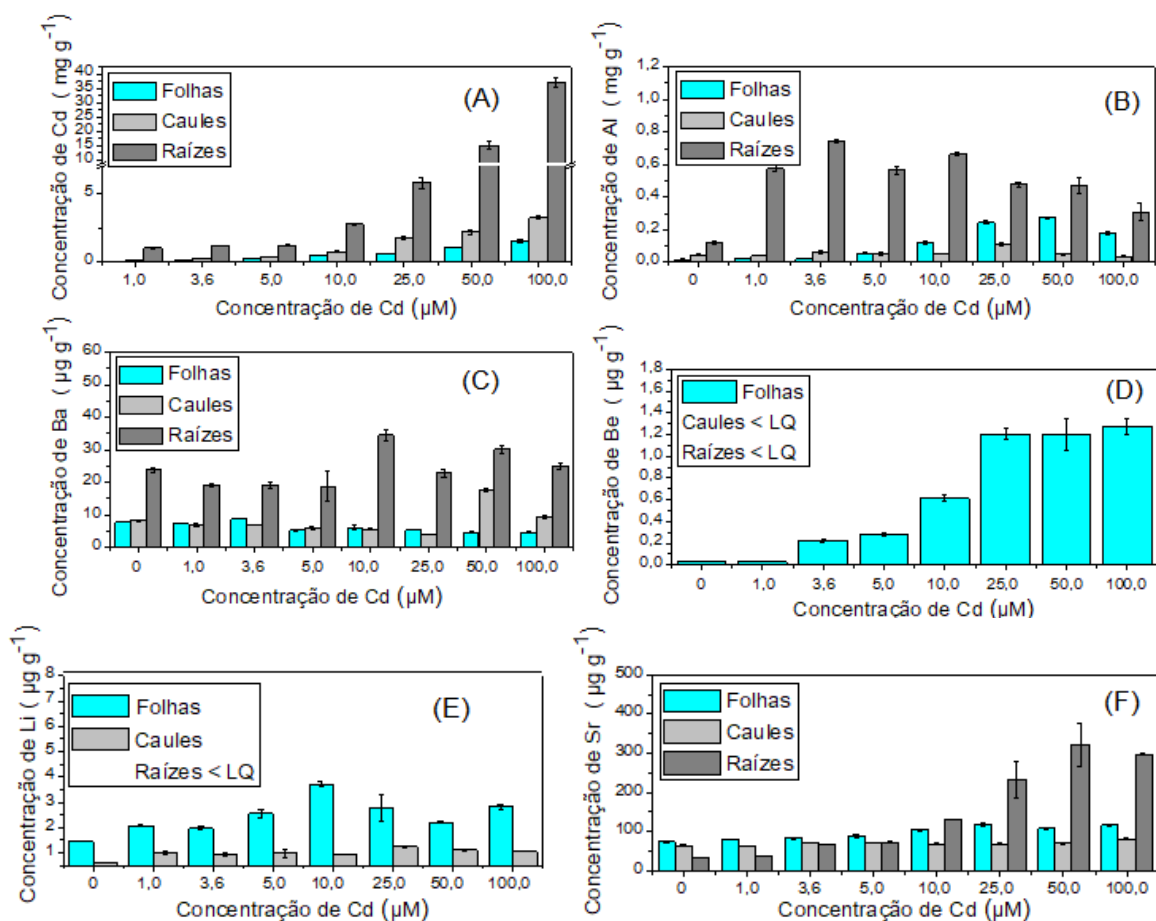 Concentração de Cd ( mg g⁻¹)
40
35
30
25
20
15
10
5
0
Folhas
Caules
Raízes
(A)
1,0 3,6 5,0 10,0 25,0 50,0 100,0
Concentração de Cd (µM)
Concentração de Al ( mg g⁻¹)
1,2
1,0
0,8
0,6
0,4
0,2
0,0
Folhas
Caules
Raízes
(B)
0 1,0 3,6 5,0 10,0 25,0 50,0 100,0
Concentração de Cd (µM)
Concentração de Ba ( µg g⁻¹)
60
50
40
30
20
10
0
Folhas
Caules
Raízes
(C)
0 1,0 3,6 5,0 10,0 25,0 50,0 100,0
Concentração de Cd (µM)
Concentração de Be ( µg g⁻¹)
2,0
1,8
1,6
1,4
1,2
1,0
0,8
0,6
0,4
0,2
0,0
Folhas
Caules < LQ
Raízes < LQ
(D)
0 1,0 3,6 5,0 10,0 25,0 50,0 100,0
Concentração de Cd (µM)
Concentração de Li ( µg g⁻¹)
8
7
6
5
4
3
2
1
Folhas
Caules
Raízes < LQ
(E)
0 1,0 3,6 5,0 10,0 25,0 50,0 100,0
Concentração de Cd (µM)
Concentração de Sr ( µg g⁻¹)
500
400
300
200
100
0
Folhas
Caules
Raízes
(F)
0 1,0 3,6 5,0 10,0 25,0 50,0 100,0
Concentração de Cd (µM)